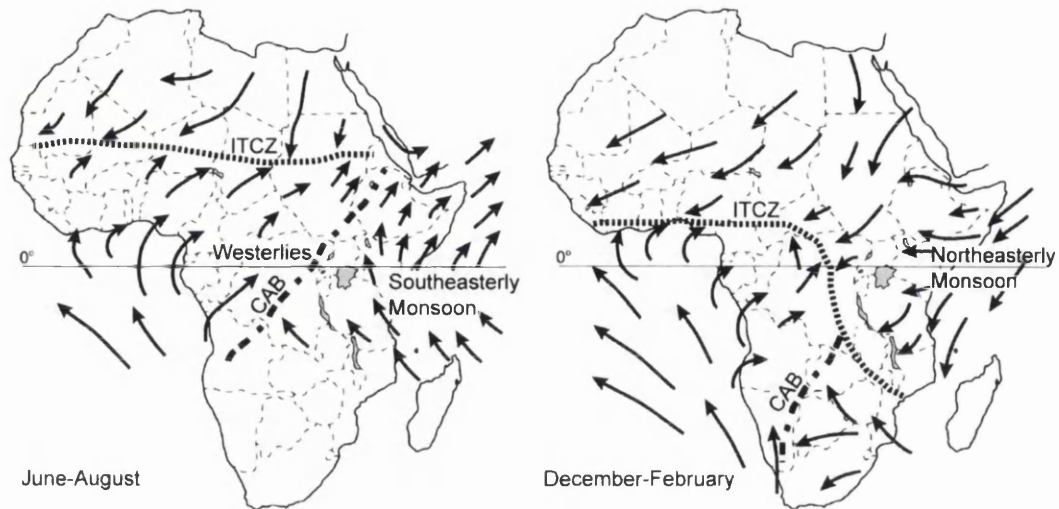 ITCZ
Westerlies
0°
CAB
Southeasterly
Monsoon
June-August
ITCZ
0°
Northeasterly
Monsoon
CAB
December-February